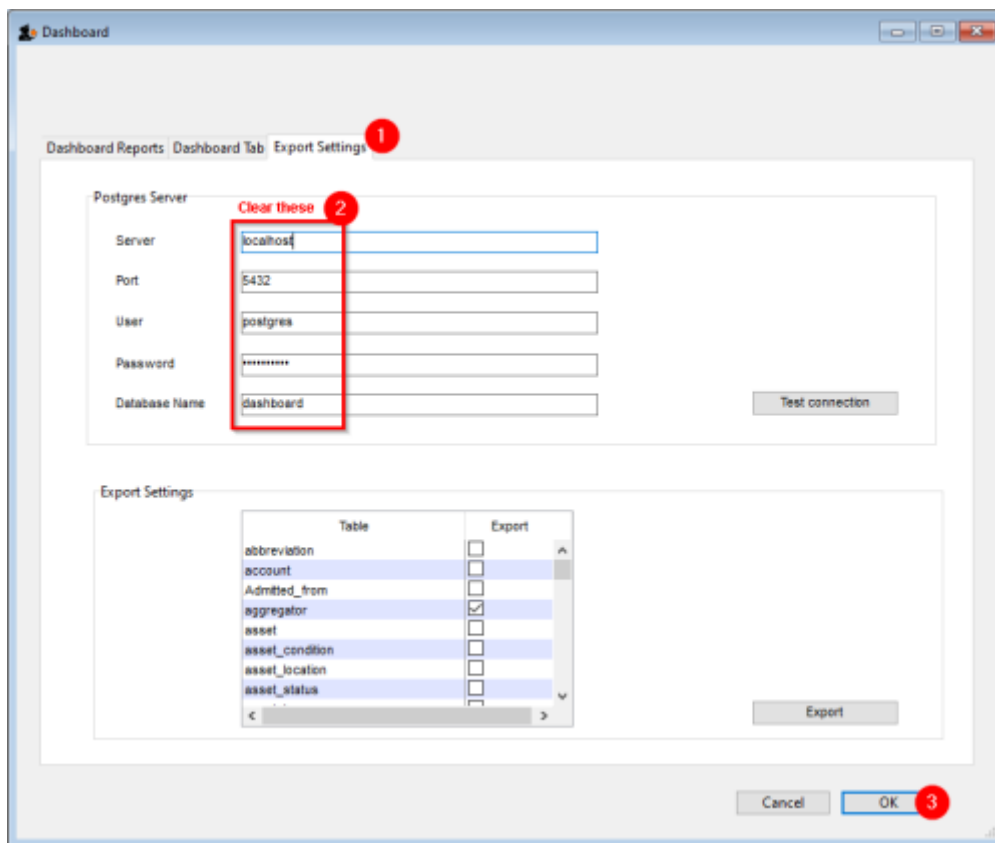 Dashboard
Dashboard Reports Dashboard Tab Export Settings 1
Postgres Server
Clear these 2
Server localhost
Port 5432
User postgres
Password ••••••••••
Database Name dashboard Test connection
Export Settings
Table Export
abbreviation
account
Admitted_from
aggregator
asset
asset_condition
asset_location
asset_status
Export
Cancel OK 3